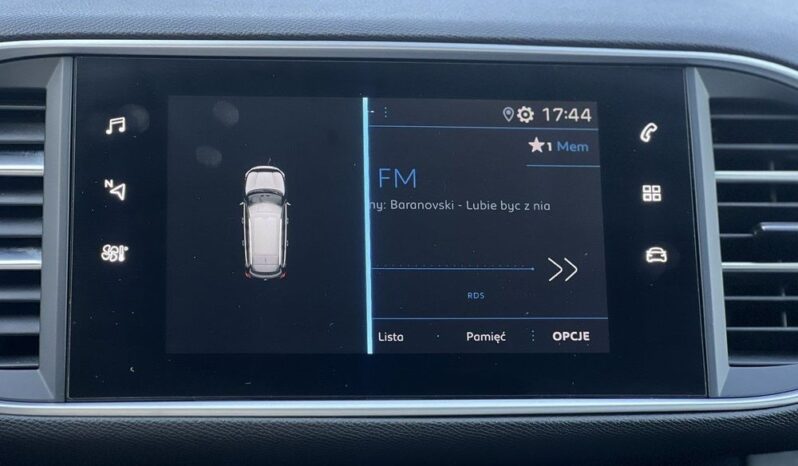 17:44
1 Mem
FM
ny: Baranovski - Lubie byc z nia
N
RDS
Lista Pamięć OPCJE